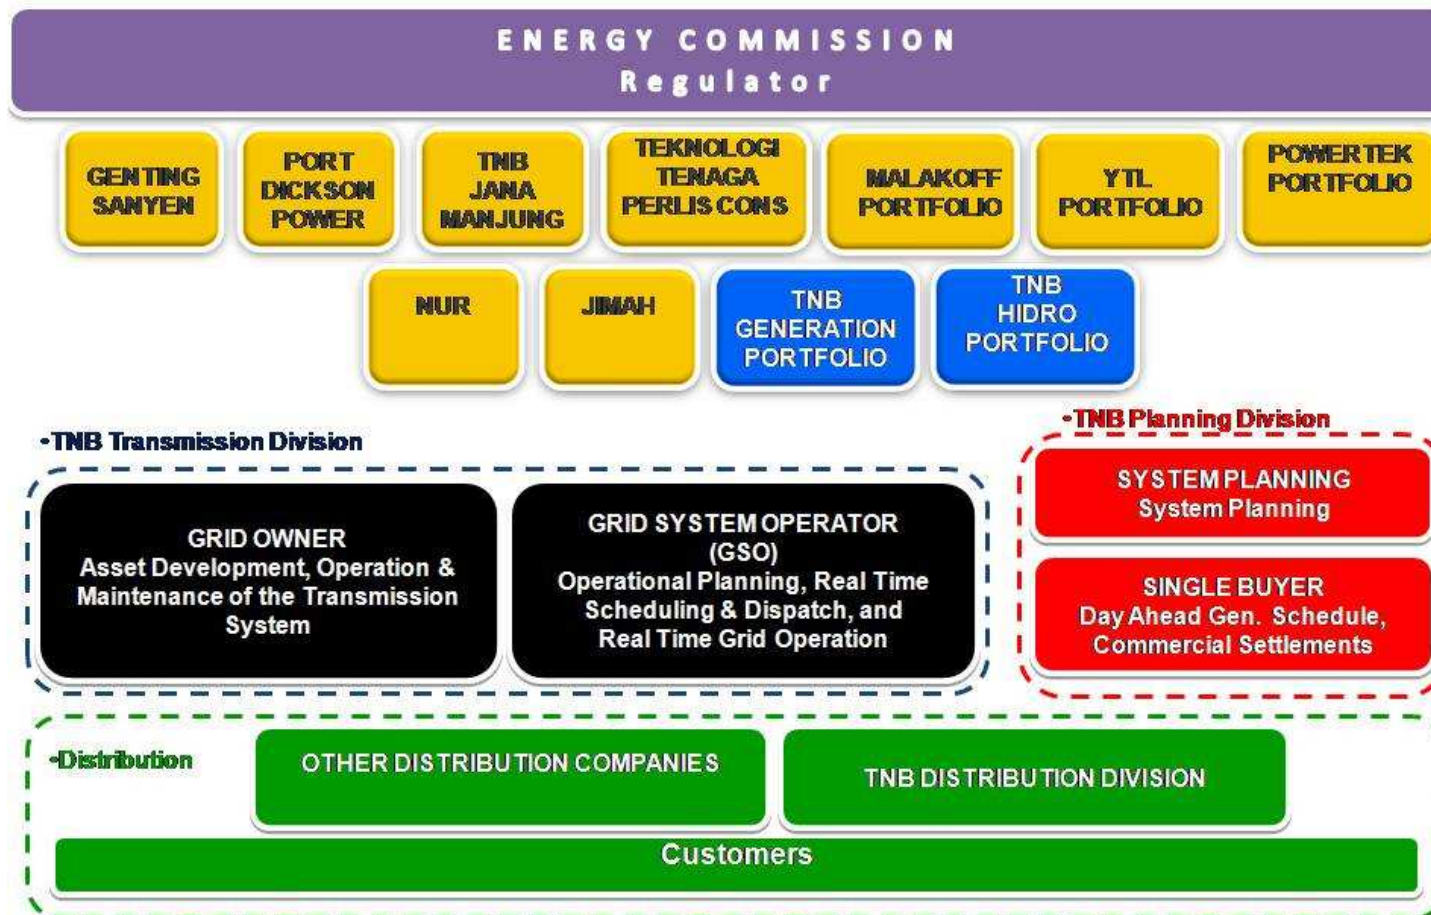 ENERGY COMMISSION
Regulator
GENTING
SANYEN
PORT
DICKSON
POWER
TNB
JANA
MANJUNG
TEKNOLOGI
TENAGA
PERLIS CONS
MALAKOFF
PORTFOLIO
YTL
PORTFOLIO
POWERTEK
PORTFOLIO
NUR
JIMAH
TNB
GENERATION
PORTFOLIO
TNB
HIDRO
PORTFOLIO
•TNB Transmission Division
GRID OWNER
Asset Development, Operation &
Maintenance of the Transmission
System
GRID SYSTEM OPERATOR
(GSO)
Operational Planning, Real Time
Scheduling & Dispatch, and
Real Time Grid Operation
•TNB Planning Division
SYSTEM PLANNING
System Planning
SINGLE BUYER
Day Ahead Gen. Schedule,
Commercial Settlements
•Distribution
OTHER DISTRIBUTION COMPANIES
TNB DISTRIBUTION DIVISION
Customers